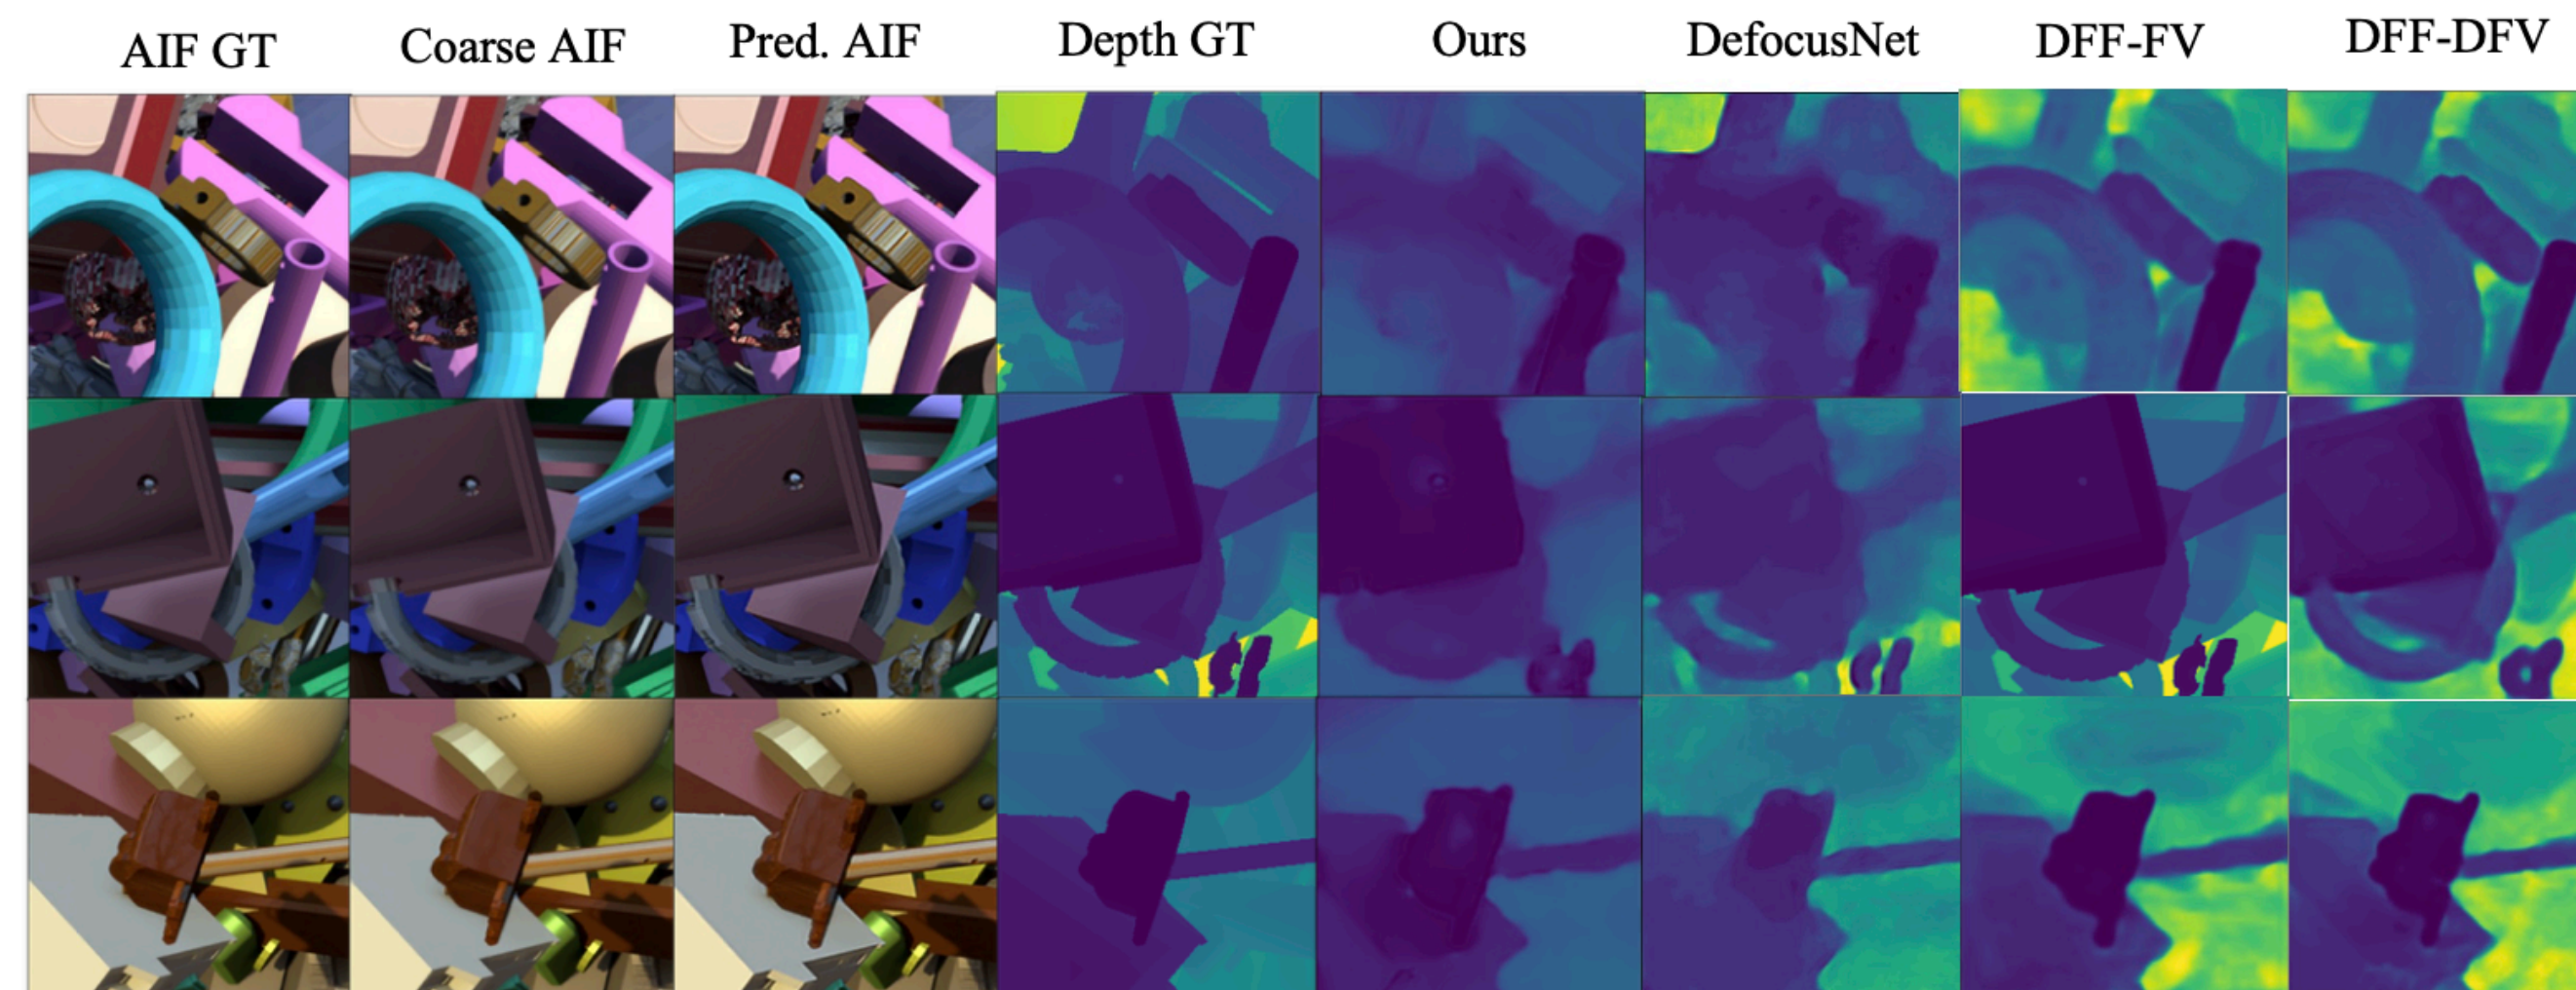 AIF GT Coarse AIF Pred. AIF Depth GT Ours DefocusNet DFF-FV DFF-DFV